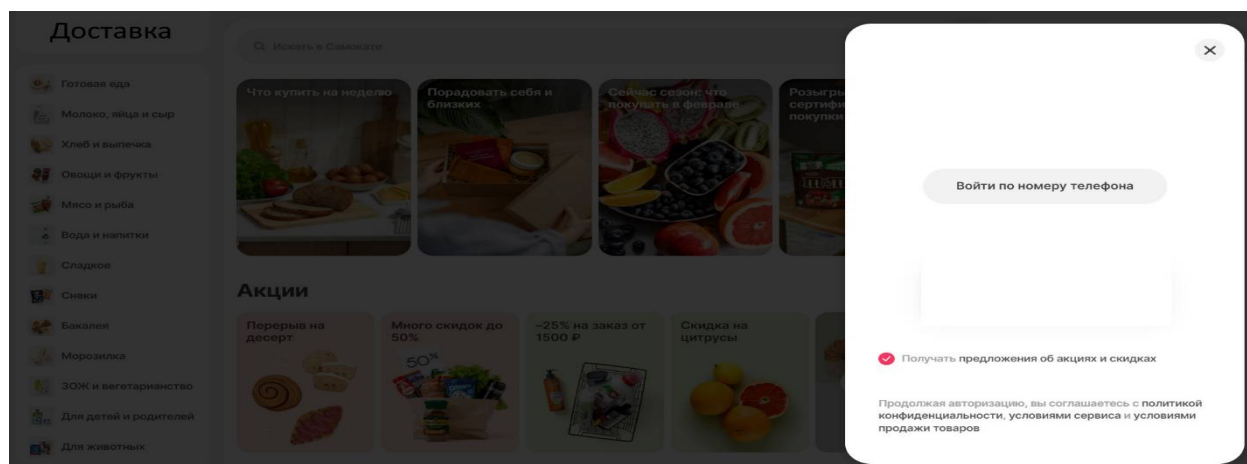 Доставка
Искать в Самокате
Готовая еда
Молоко, яйца и сыр
Хлеб и выпечка
Овощи и фрукты
Мясо и рыба
Вода и напитки
Сладкое
Снеки
Бакалея
Морозилка
ЗОЖ и вегетарианство
Для детей и родителей
Для животных
Что купить на неделю
Порадовать себя и
близких
Сейчас сезон: что
покупать в феврале
Розыгры
сертифи
покупки
Акции
Перерыв на
десерт
Много скидок до
50%
50%
-25% на заказ от
1500 ₽
Скидка на
цитрусы
Войти по номеру телефона
Получать предложения об акциях и скидках
Продолжая авторизацию, вы соглашаетесь с политикой
конфиденциальности, условиями сервиса и условиями
продажи товаров